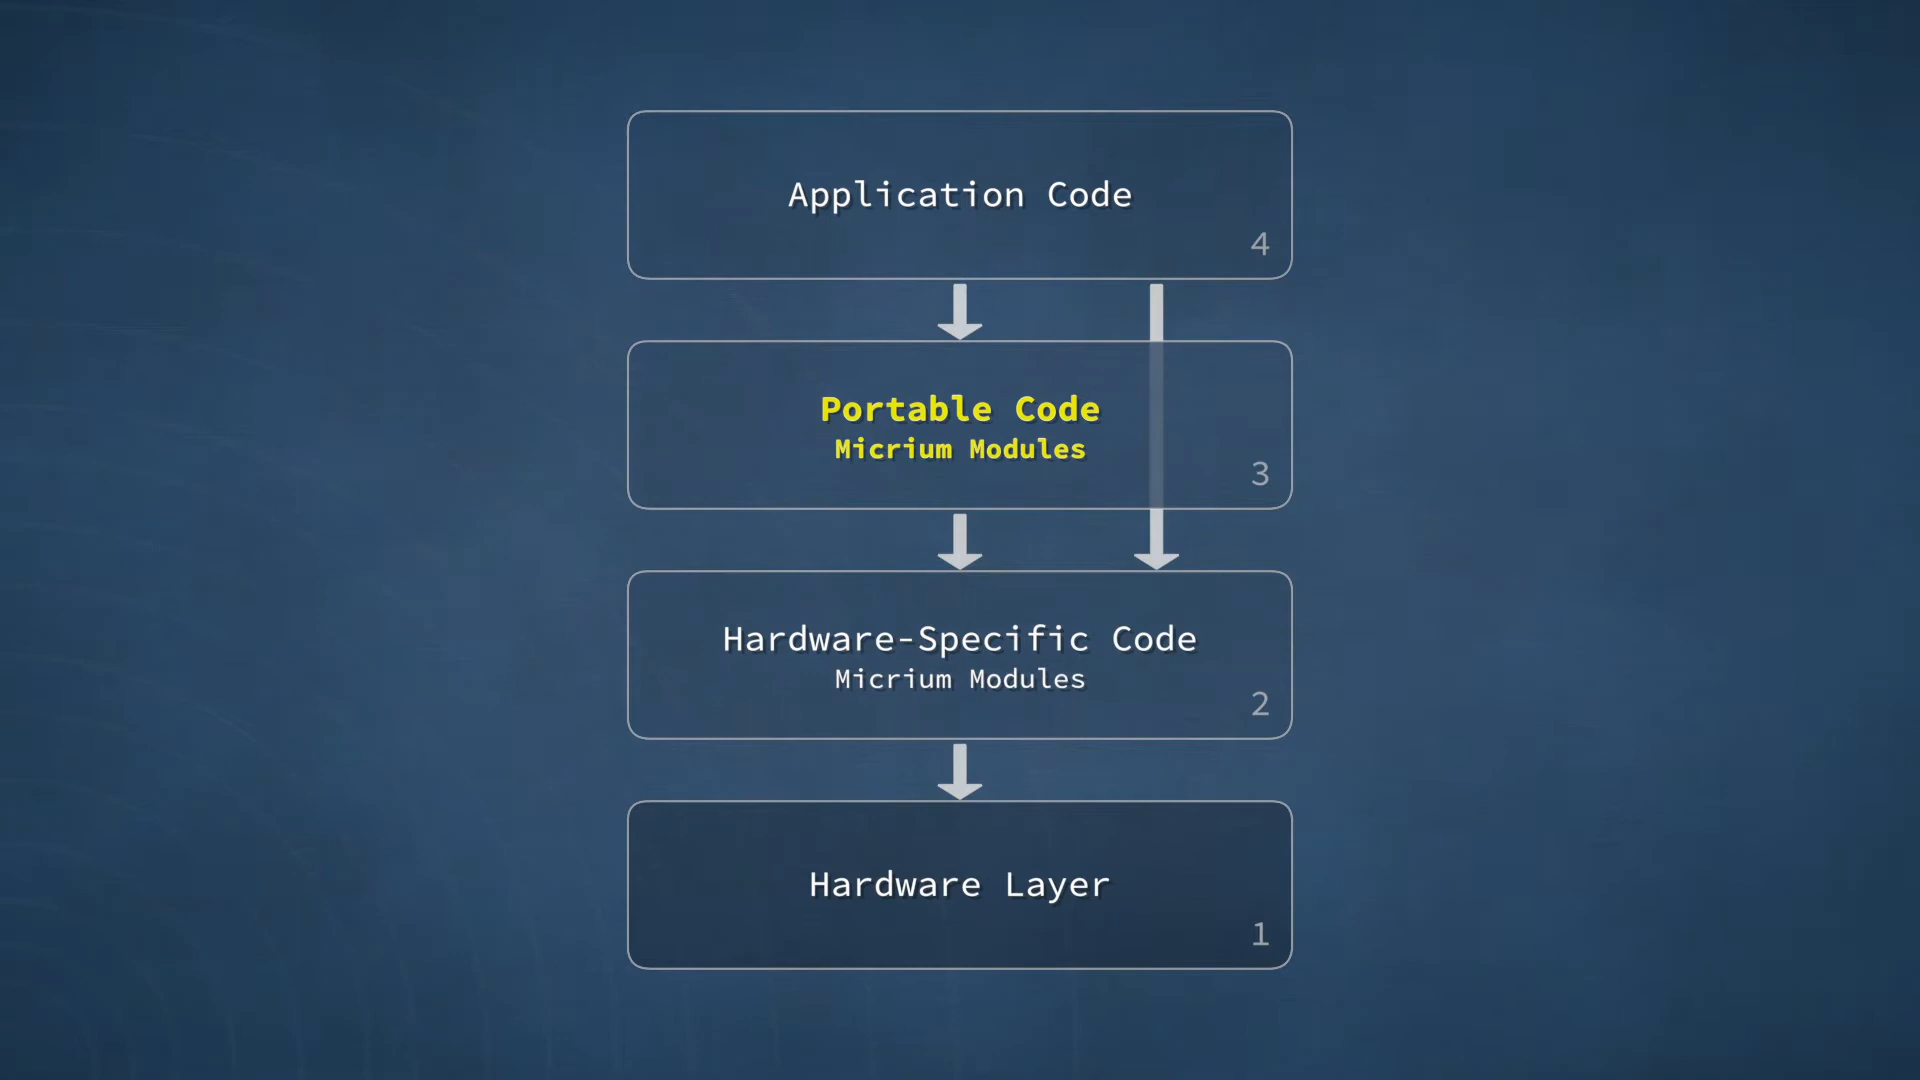 Application Code
4
Portable Code
Micrium Modules
3
Hardware-Specific Code
Micrium Modules
2
Hardware Layer
1